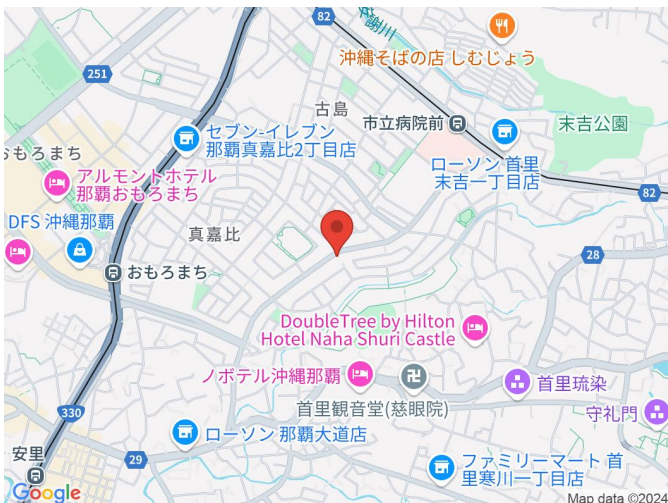 82
沖縄そばの店 しむじょう
251
古島
市立病院前
セブン-イレブン
那覇真嘉比2丁目店
末吉公園
ローソン 首里
末吉一丁目店
おもろまち
アルモントホテル
那覇おもろまち
82
DFS 沖縄那覇
真嘉比
28
おもろまち
DoubleTree by Hilton
Hotel Naha Shuri Castle
ノボテル沖縄那覇
首里琉染
首里観音堂(慈眼院)
守礼門
330
ローソン 那覇大道店
安里
29
ファミリーマート 首
里寒川一丁目店
Google
Map data ©2024